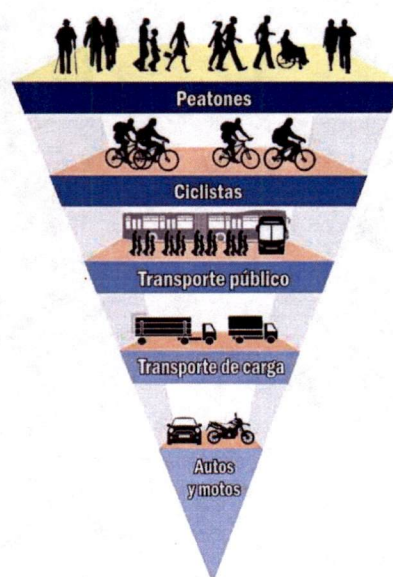 Peatones
Ciclistas
Transporte público
Transporte de carga
Autos
y motos